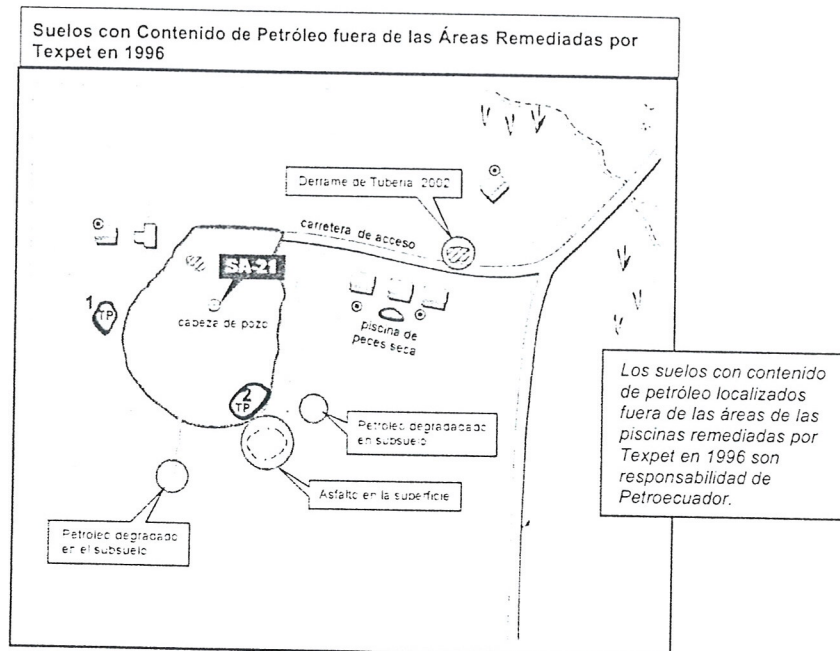 Suelos con Contenido de Petróleo fuera de las Áreas Remediadas por
Texpet en 1996
Derrame de Tubería 2002
carretera de acceso
SA-21
1
TP
cabeza de pozo
piscina de
peces seca
2
TP
Petroleo degradacado
en subsuelo
Asfalto en la superficie
Petroleo degradado
en el subsuelo
Los suelos con contenido
de petróleo localizados
fuera de las áreas de las
piscinas remediadas por
Texpet en 1996 son
responsabilidad de
Petroecuador.